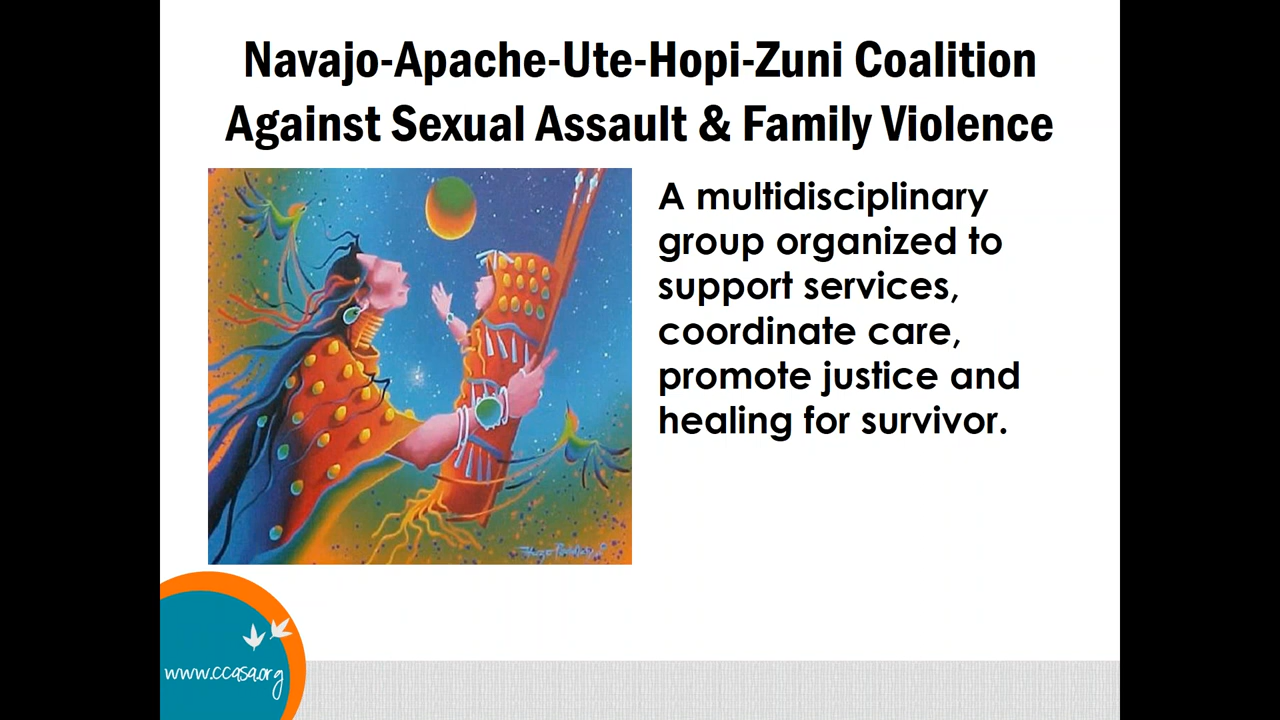 Navajo-Apache-Ute-Hopi-Zuni Coalition
Against Sexual Assault & Family Violence
A multidisciplinary
group organized to
support services,
coordinate care,
promote justice and
healing for survivor.
www.ccasa.org